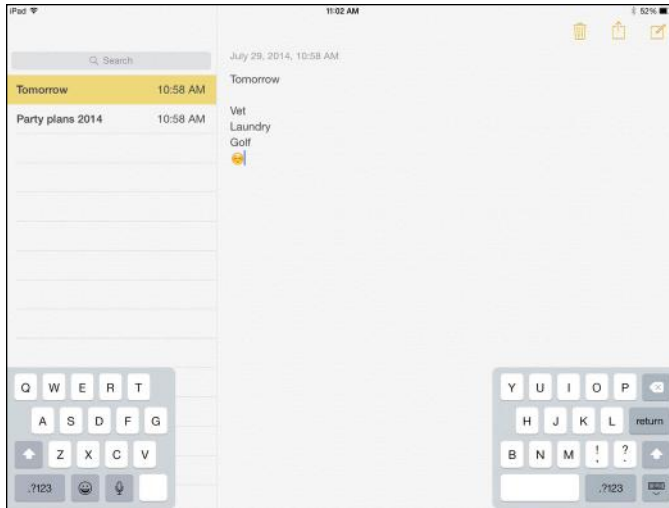 iPad
11:02 AM
52%
Search
Tomorrow 10:58 AM
Party plans 2014 10:58 AM
July 29, 2014, 10:58 AM
Tomorrow
Vet
Laundry
Golf
Q W E R T
A S D F G
Z X C V
.?123
Y U I O P
H J K L return
B N M ! , ? .
.?123